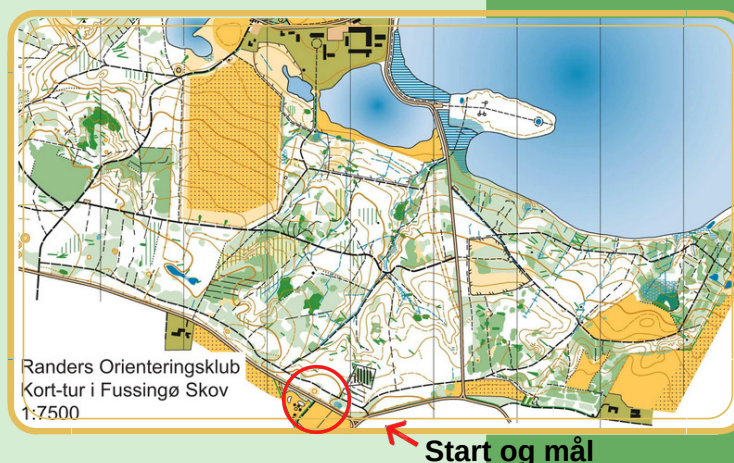 Randers Orienteringsklub
Kort-tur i Fussingø Skov
1:7500
Start og mål